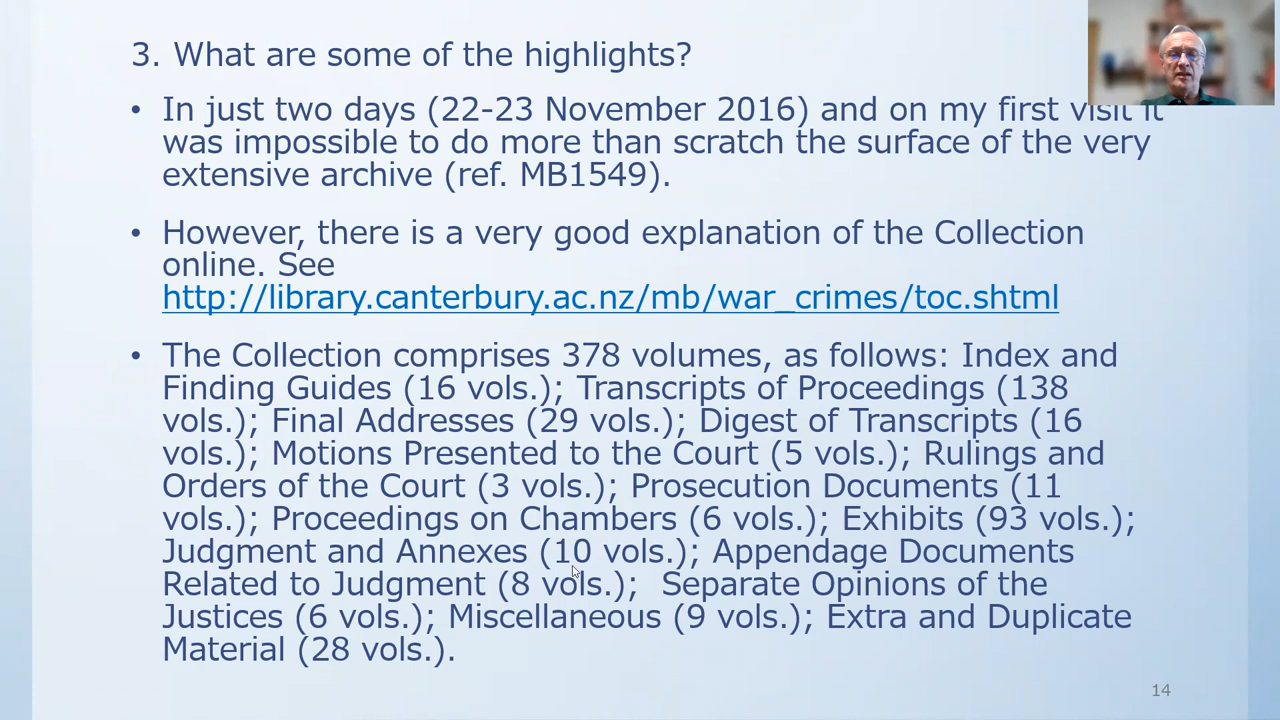 3. What are some of the highlights?
• In just two days (22-23 November 2016) and on my first visit it
was impossible to do more than scratch the surface of the very
extensive archive (ref. MB1549).
• However, there is a very good explanation of the Collection
online. See
http://library.canterbury.ac.nz/mb/war_crimes/toc.shtml
• The Collection comprises 378 volumes, as follows: Index and
Finding Guides (16 vols.); Transcripts of Proceedings (138
vols.); Final Addresses (29 vols.); Digest of Transcripts (16
vols.); Motions Presented to the Court (5 vols.); Rulings and
Orders of the Court (3 vols.); Prosecution Documents (11
vols.); Proceedings on Chambers (6 vols.); Exhibits (93 vols.);
Judgment and Annexes (10 vols.); Appendage Documents
Related to Judgment (8 vols.);  Separate Opinions of the
Justices (6 vols.); Miscellaneous (9 vols.); Extra and Duplicate
Material (28 vols.).
14